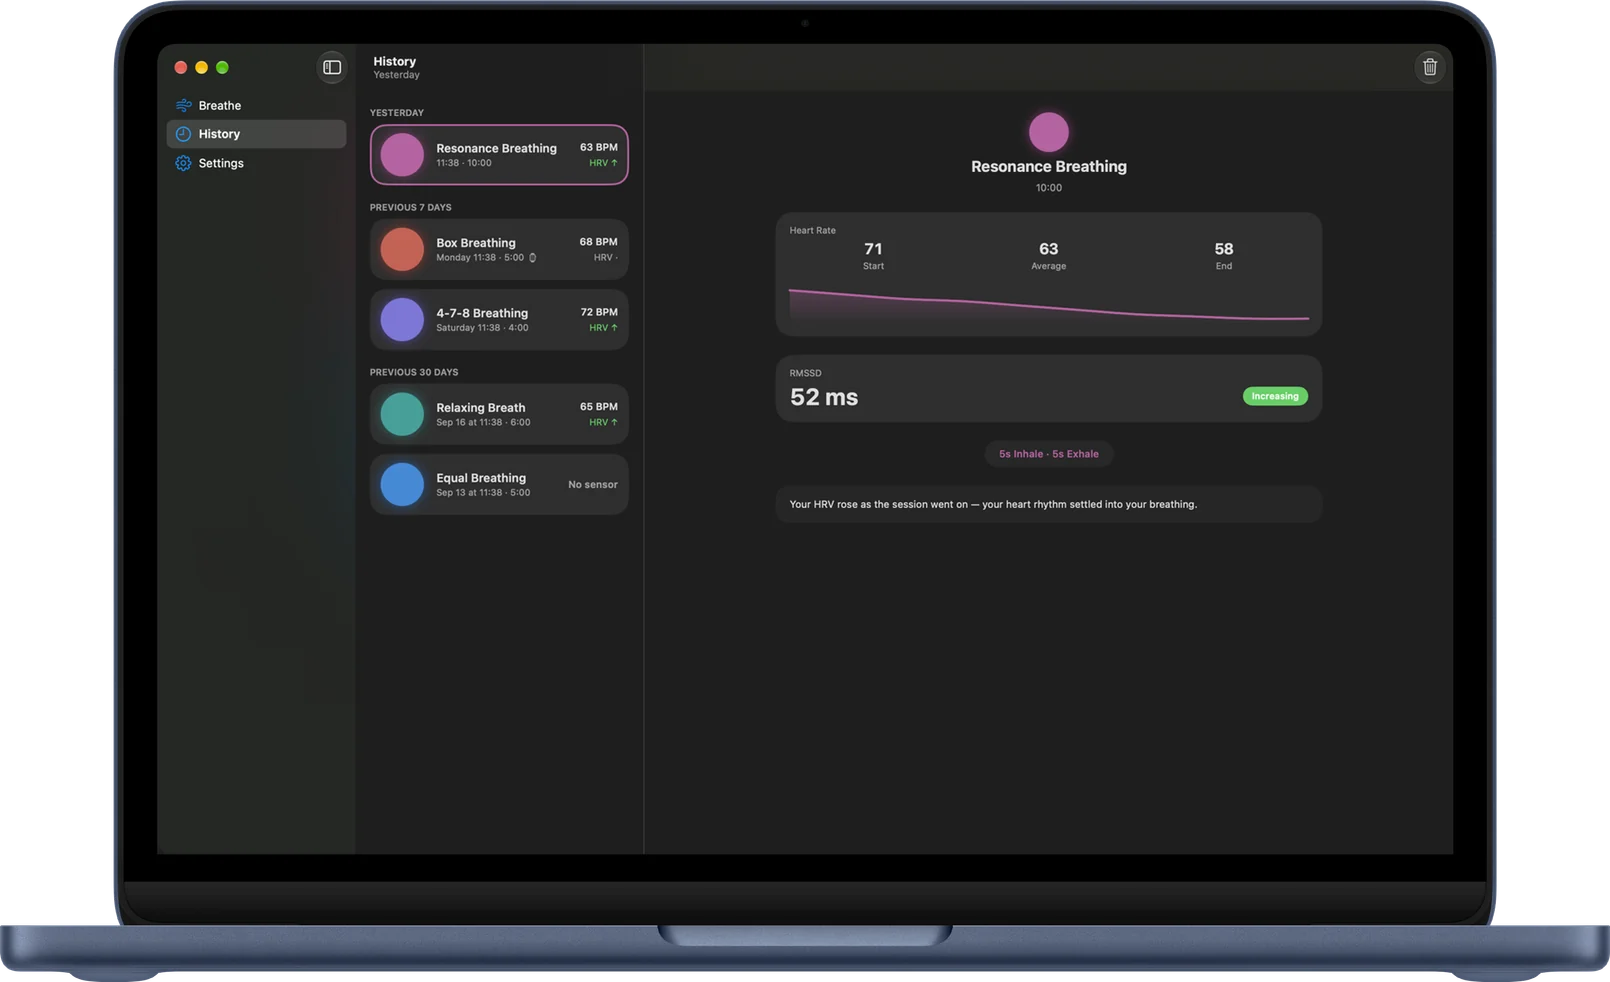 Breathe
History
Settings
History
Yesterday
YESTERDAY
Resonance Breathing
63 BPM
11:38 · 10:00
HRV ↑
PREVIOUS 7 DAYS
Box Breathing
68 BPM
Monday 11:38 · 5:00
HRV ·
4-7-8 Breathing
72 BPM
Saturday 11:38 · 4:00
HRV ↑
PREVIOUS 30 DAYS
Relaxing Breath
65 BPM
Sep 16 at 11:38 · 6:00
HRV ↑
Equal Breathing
Sep 13 at 11:38 · 5:00
No sensor
Resonance Breathing
10:00
Heart Rate
71
63
58
Start
Average
End
RMSSD
52 ms
Increasing
5s Inhale · 5s Exhale
Your HRV rose as the session went on — your heart rhythm settled into your breathing.